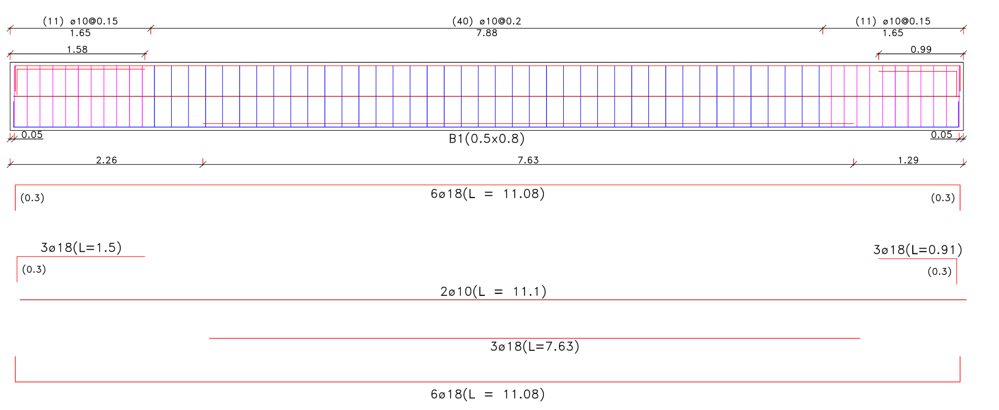 (11) ø10@0.15 (40) ø10@0.2 (11) ø10@0.15
1.65 7.88 1.65
1.58 0.99
0.05 B1(0.5x0.8) 0.05
2.26 7.63 1.29
6ø18(L = 11.08)
(0.3) (0.3)
3ø18(L=1.5) 3ø18(L=0.91)
(0.3) (0.3)
2ø10(L = 11.1)
3ø18(L=7.63)
6ø18(L = 11.08)